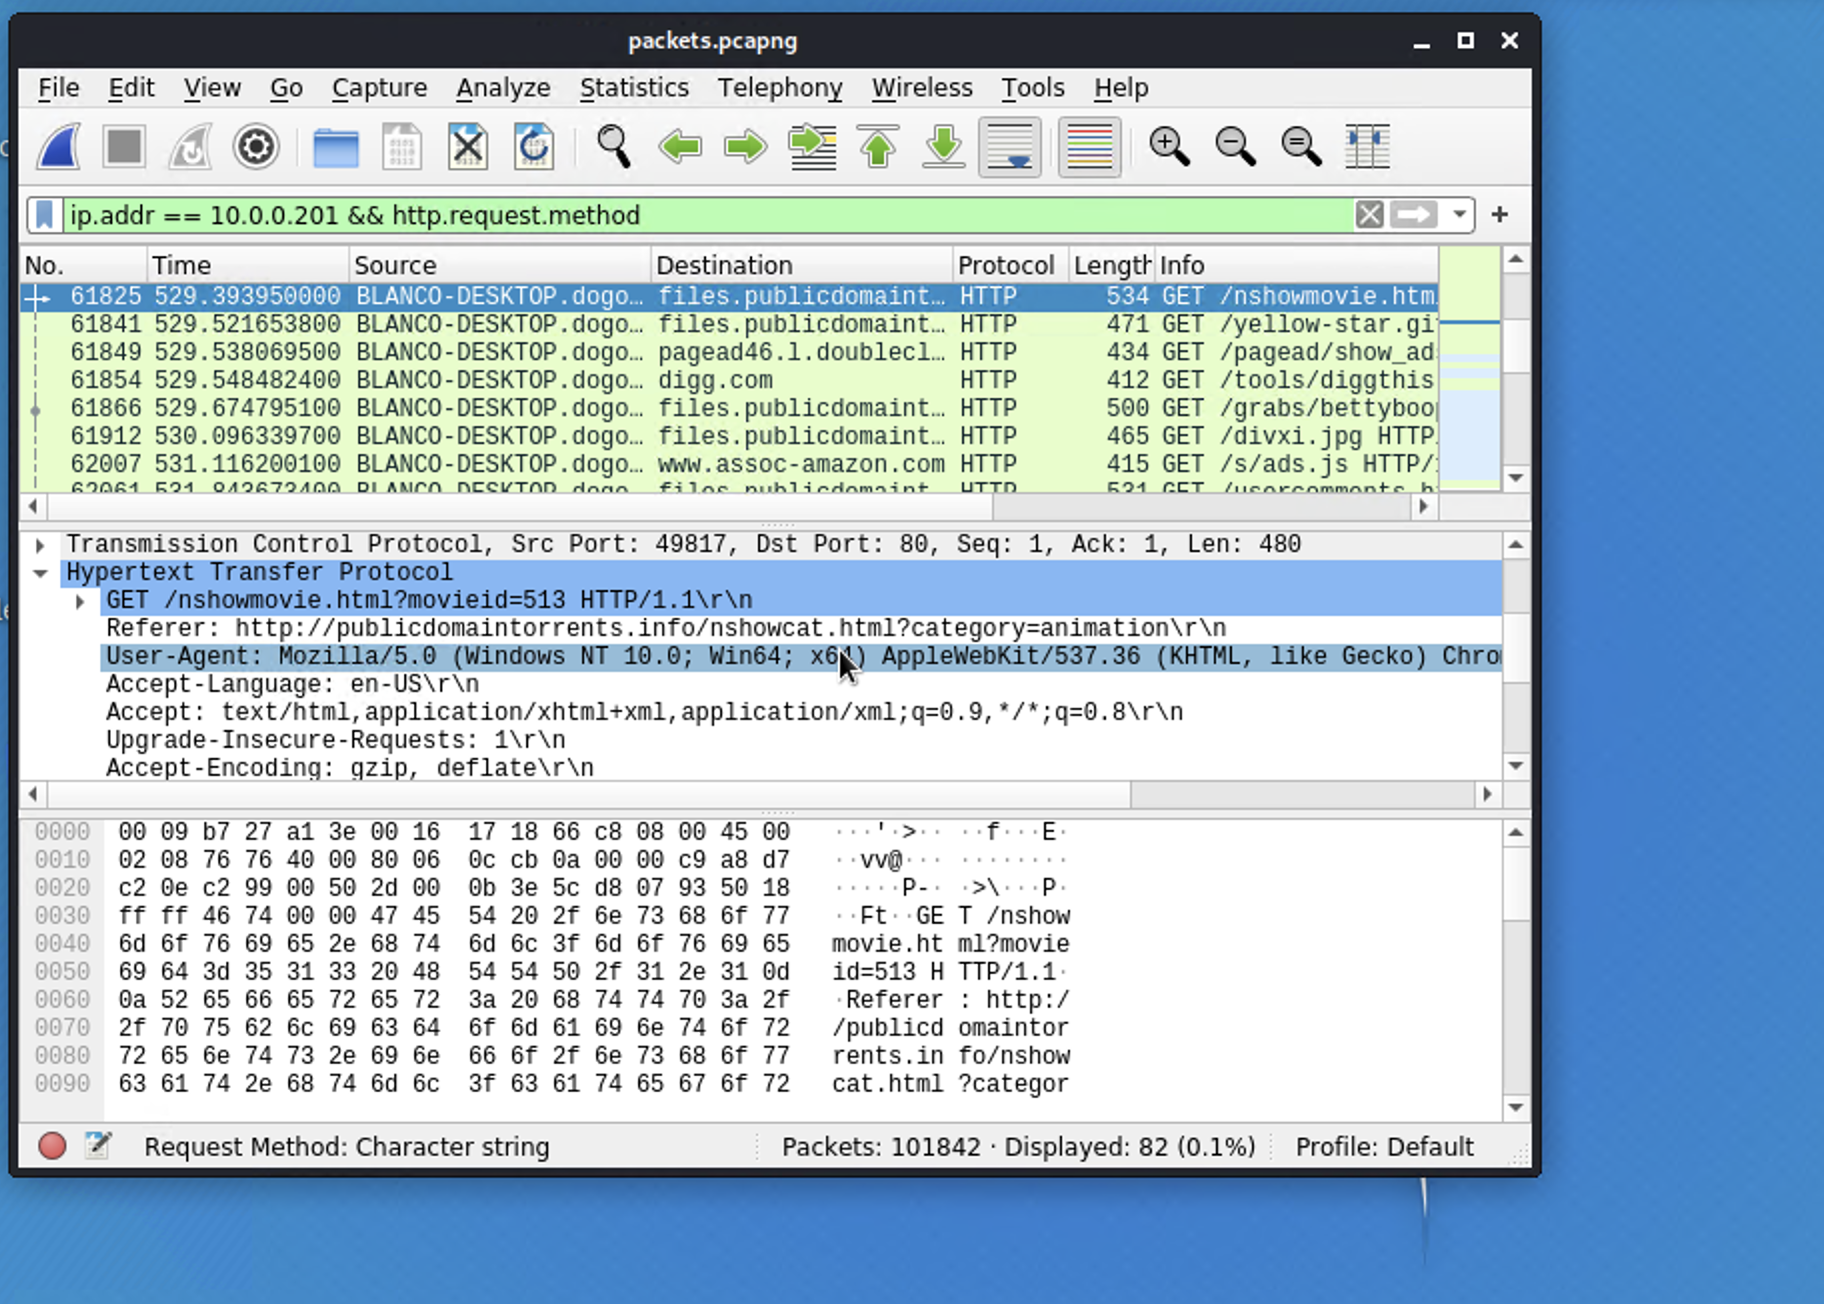 packets.pcapng
File Edit View Go Capture Analyze Statistics Telephony Wireless Tools Help
ip.addr == 10.0.0.201 && http.request.method
No. Time Source Destination Protocol Length Info
61825 529.393950000 BLANCO-DESKTOP.dogo… files.publicdomaint… HTTP 534 GET /nshowmovie.htm
61841 529.521653800 BLANCO-DESKTOP.dogo… files.publicdomaint… HTTP 471 GET /yellow-star.gi
61849 529.538069500 BLANCO-DESKTOP.dogo… pagead46.l.doublecl… HTTP 434 GET /pagead/show_ad
61854 529.548482400 BLANCO-DESKTOP.dogo… digg.com HTTP 412 GET /tools/diggthis
61866 529.674795100 BLANCO-DESKTOP.dogo… files.publicdomaint… HTTP 500 GET /grabs/bettyboo
61912 530.096339700 BLANCO-DESKTOP.dogo… files.publicdomaint… HTTP 465 GET /divxi.jpg HTTP
62007 531.116200100 BLANCO-DESKTOP.dogo… www.assoc-amazon.com HTTP 415 GET /s/ads.js HTTP/
62061 531.843673400 BLANCO-DESKTOP.dogo… files.publicdomaint… HTTP 531 GET /usercomments.h
Transmission Control Protocol, Src Port: 49817, Dst Port: 80, Seq: 1, Ack: 1, Len: 480
Hypertext Transfer Protocol
GET /nshowmovie.html?movieid=513 HTTP/1.1\r\n
Referer: http://publicdomaintorrents.info/nshowcat.html?category=animation\r\n
User-Agent: Mozilla/5.0 (Windows NT 10.0; Win64; x64) AppleWebKit/537.36 (KHTML, like Gecko) Chro
Accept-Language: en-US\r\n
Accept: text/html,application/xhtml+xml,application/xml;q=0.9,*/*;q=0.8\r\n
Upgrade-Insecure-Requests: 1\r\n
Accept-Encoding: gzip, deflate\r\n
0000 00 09 b7 27 a1 3e 00 16 17 18 66 c8 08 00 45 00 ···'·>·· ··f···E·
0010 02 08 76 76 40 00 80 06 0c cb 0a 00 00 c9 a8 d7 ··vv@··· ········
0020 c2 0e c2 99 00 50 2d 00 0b 3e 5c d8 07 93 50 18 ·····P-· ·>\···P·
0030 ff ff 46 74 00 00 47 45 54 20 2f 6e 73 68 6f 77 ··Ft··GE T /nshow
0040 6d 6f 76 69 65 2e 68 74 6d 6c 3f 6d 6f 76 69 65 movie.ht ml?movie
0050 69 64 3d 35 31 33 20 48 54 54 50 2f 31 2e 31 0d id=513 H TTP/1.1·
0060 0a 52 65 66 65 72 65 72 3a 20 68 74 74 70 3a 2f ·Referer : http:/
0070 2f 70 75 62 6c 69 63 64 6f 6d 61 69 6e 74 6f 72 /publicd omaintor
0080 72 65 6e 74 73 2e 69 6e 66 6f 2f 6e 73 68 6f 77 rents.in fo/nshow
0090 63 61 74 2e 68 74 6d 6c 3f 63 61 74 65 67 6f 72 cat.html ?categor
Request Method: Character string Packets: 101842 · Displayed: 82 (0.1%) Profile: Default